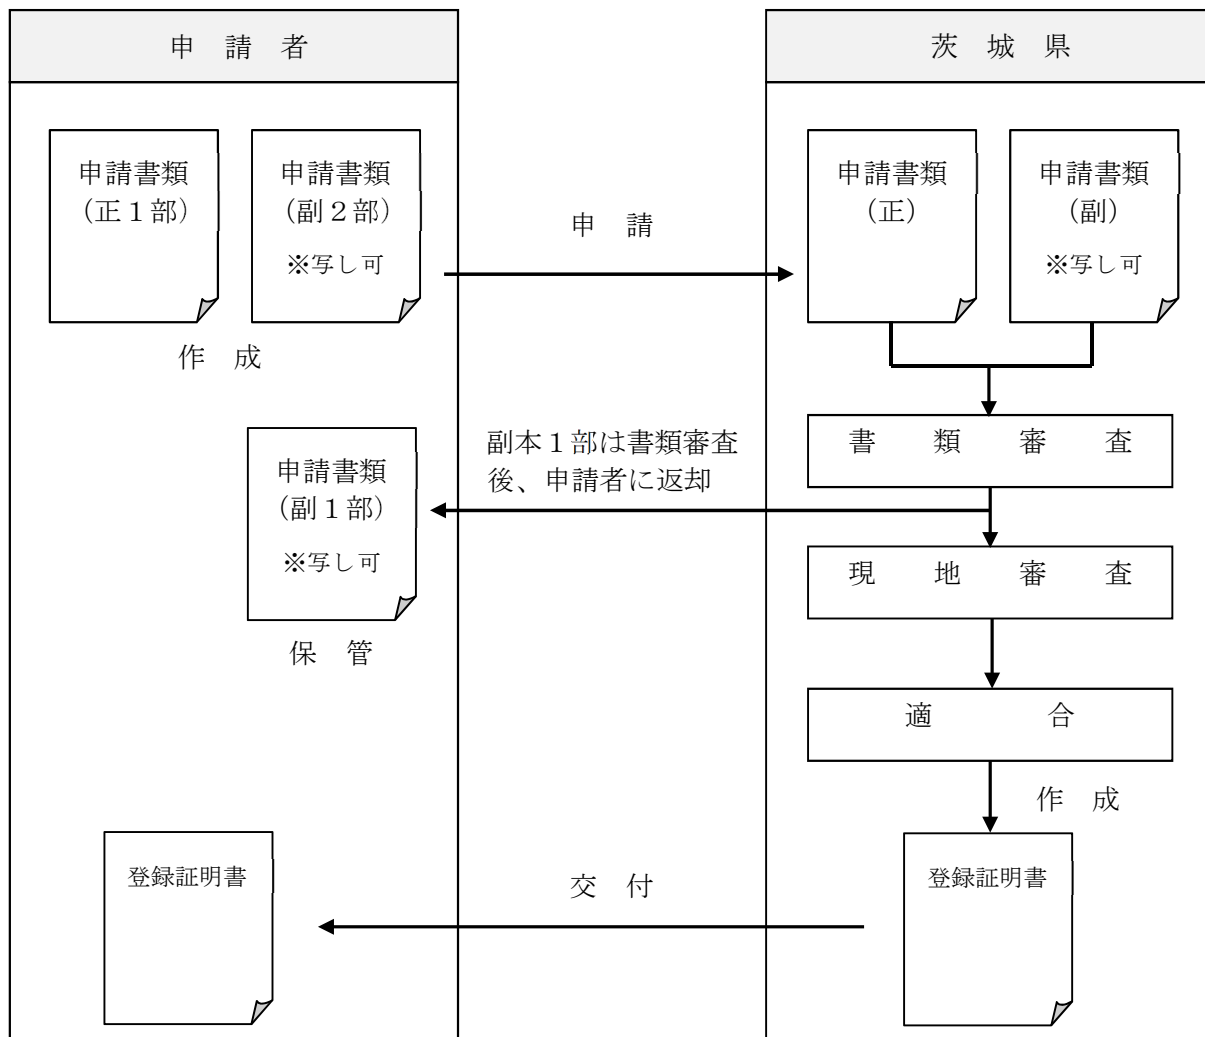 申　請　者
茨　城　県
申請書類
（正１部）
申請書類
（副２部）
※写し可
作　成
申　請
申請書類
（正）
申請書類
（副）
※写し可
書　類　審　査
副本１部は書類審査
後、申請者に返却
申請書類
（副１部）
※写し可
保　管
現　地　審　査
適　合
作　成
登録証明書
交　付
登録証明書